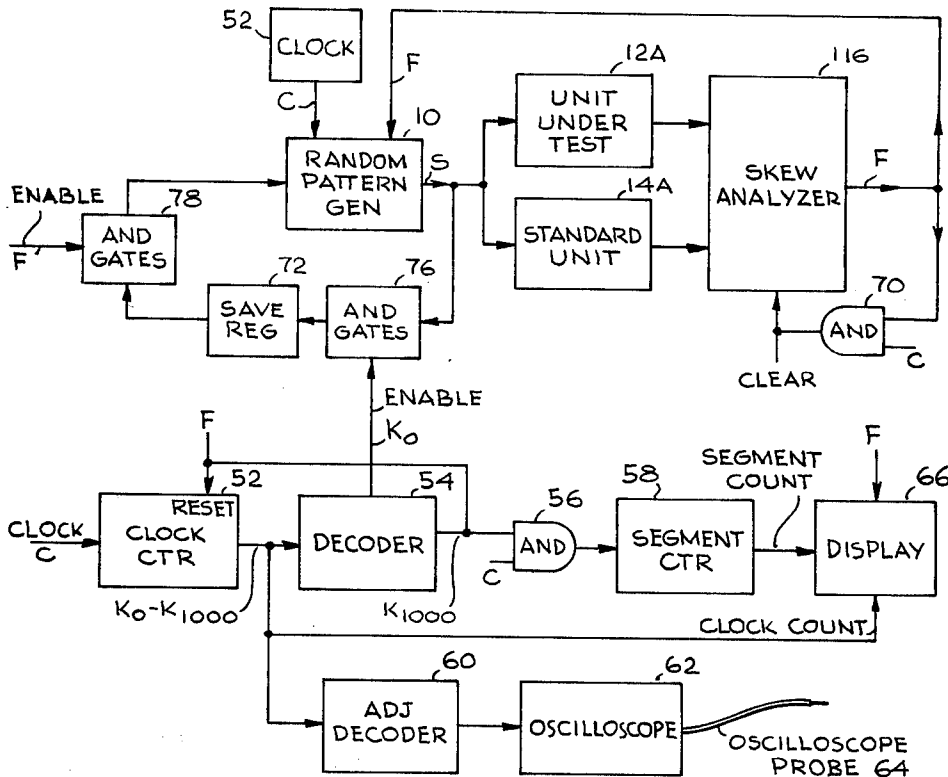 52
CLOCK
C
F
10
RANDOM
PATTERN
GEN
S
12A
UNIT
UNDER
TEST
14A
STANDARD
UNIT
116
SKEW
ANALYZER
F
70
AND
C
CLEAR
ENABLE
F
78
AND
GATES
72
SAVE
REG
76
AND
GATES
ENABLE
K0
F
52
RESET
CLOCK
CTR
CLOCK
C
K0-K1000
54
DECODER
K1000
56
AND
C
58
SEGMENT
CTR
SEGMENT
COUNT
F
66
DISPLAY
CLOCK COUNT
60
ADJ
DECODER
62
OSCILLOSCOPE
OSCILLOSCOPE
PROBE 64